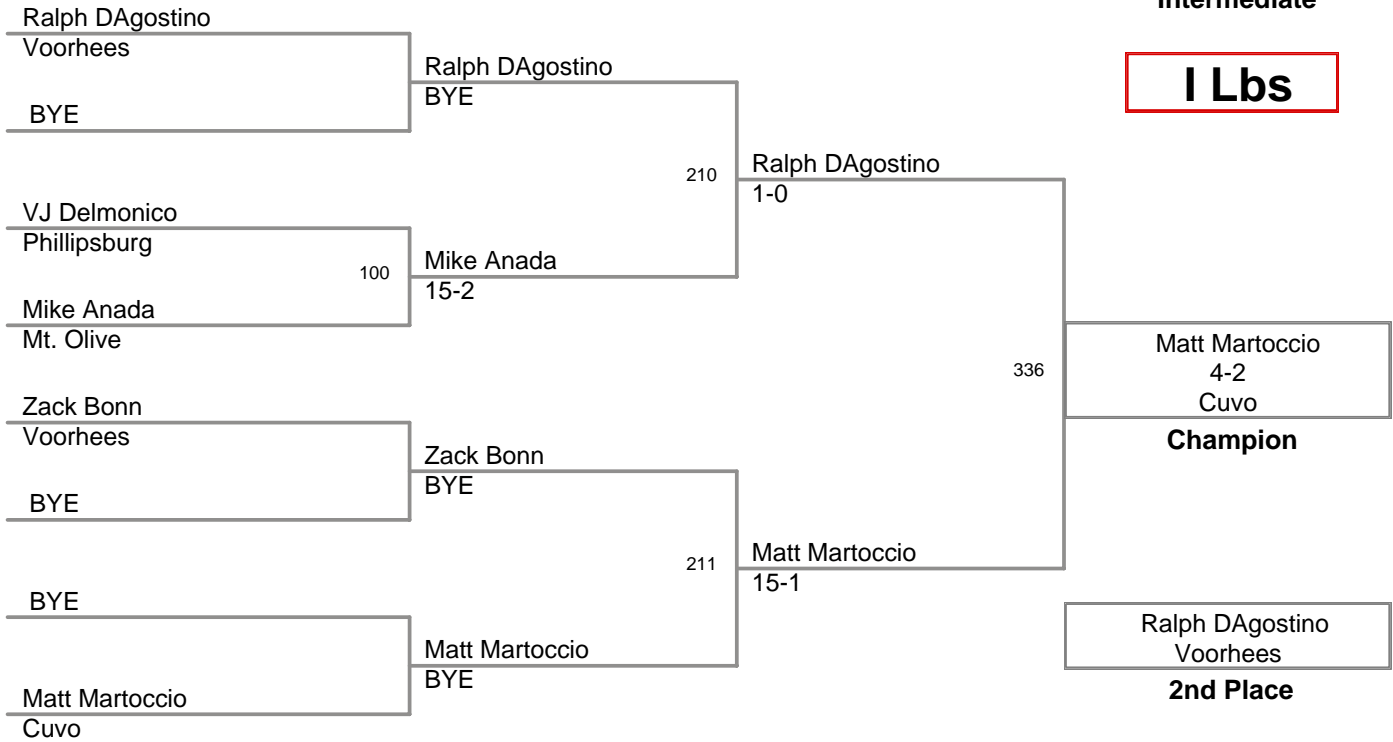 Intermediate
I Lbs
Ralph DAgostino
Voorhees
BYE
VJ Delmonico
Phillipsburg
100
Mike Anada
Mt. Olive
Zack Bonn
Voorhees
BYE
BYE
Matt Martoccio
Cuvo
Ralph DAgostino
BYE
210
Mike Anada
15-2
Zack Bonn
BYE
211
Matt Martoccio
BYE
Ralph DAgostino
1-0
336
Matt Martoccio
15-1
Matt Martoccio
4-2
Cuvo
Champion
Ralph DAgostino
Voorhees
2nd Place